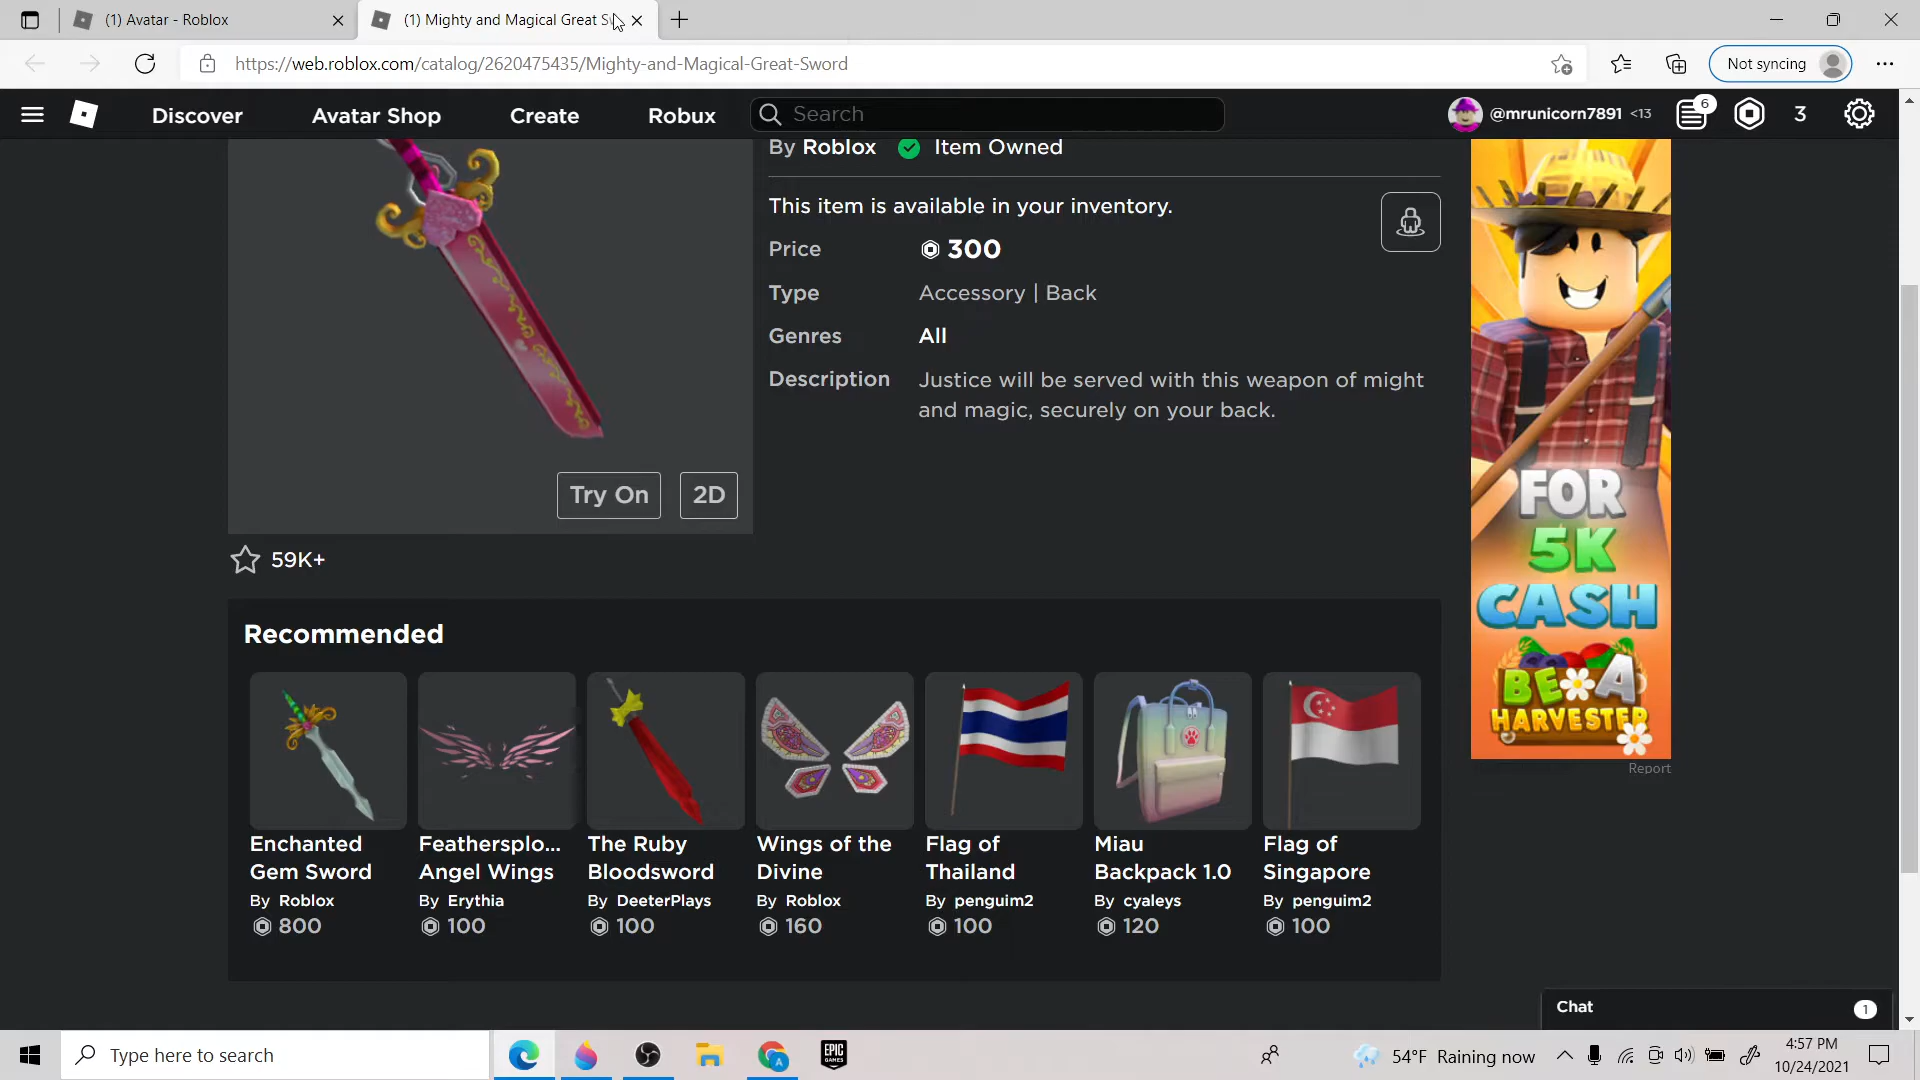 (1) Avatar - Roblox
(1) Mighty and Magical Great S
https://web.roblox.com/catalog/2620475435/Mighty-and-Magical-Great-Sword
Not syncing
Discover
Avatar Shop
Create
Robux
Search
@mrunicorn7891 <13
6
3
By Roblox
Item Owned
This item is available in your inventory.
Price
300
Type
Accessory | Back
Genres
All
Description
Justice will be served with this weapon of might
and magic, securely on your back.
Try On
2D
59K+
FOR
5K
CASH
BE A
HARVESTER
Report
Recommended
Enchanted
Gem Sword
By Roblox
800
Feathersplo...
Angel Wings
By Erythia
100
The Ruby
Bloodsword
By DeeterPlays
100
Wings of the
Divine
By Roblox
160
Flag of
Thailand
By penguim2
100
Miau
Backpack 1.0
By cyaleys
120
Flag of
Singapore
By penguim2
100
Chat
1
Type here to search
A
EPIC
GAMES
54°F Raining now
4:57 PM
10/24/2021